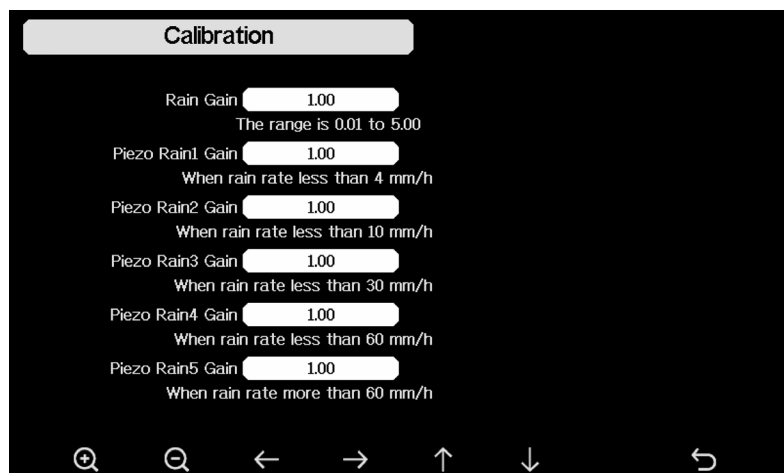 Calibration
Rain Gain 1.00
The range is 0.01 to 5.00
Piezo Rain1 Gain 1.00
When rain rate less than 4 mm/h
Piezo Rain2 Gain 1.00
When rain rate less than 10 mm/h
Piezo Rain3 Gain 1.00
When rain rate less than 30 mm/h
Piezo Rain4 Gain 1.00
When rain rate less than 60 mm/h
Piezo Rain5 Gain 1.00
When rain rate more than 60 mm/h